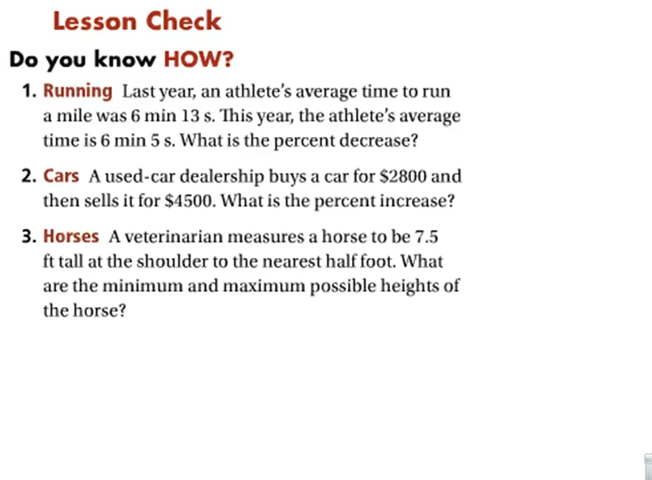 Lesson Check
Do you know HOW?
1. Running Last year, an athlete's average time to run
a mile was 6 min 13 s. This year, the athlete's average
time is 6 min 5 s. What is the percent decrease?
2. Cars A used-car dealership buys a car for $2800 and
then sells it for $4500. What is the percent increase?
3. Horses A veterinarian measures a horse to be 7.5
ft tall at the shoulder to the nearest half foot. What
are the minimum and maximum possible heights of
the horse?